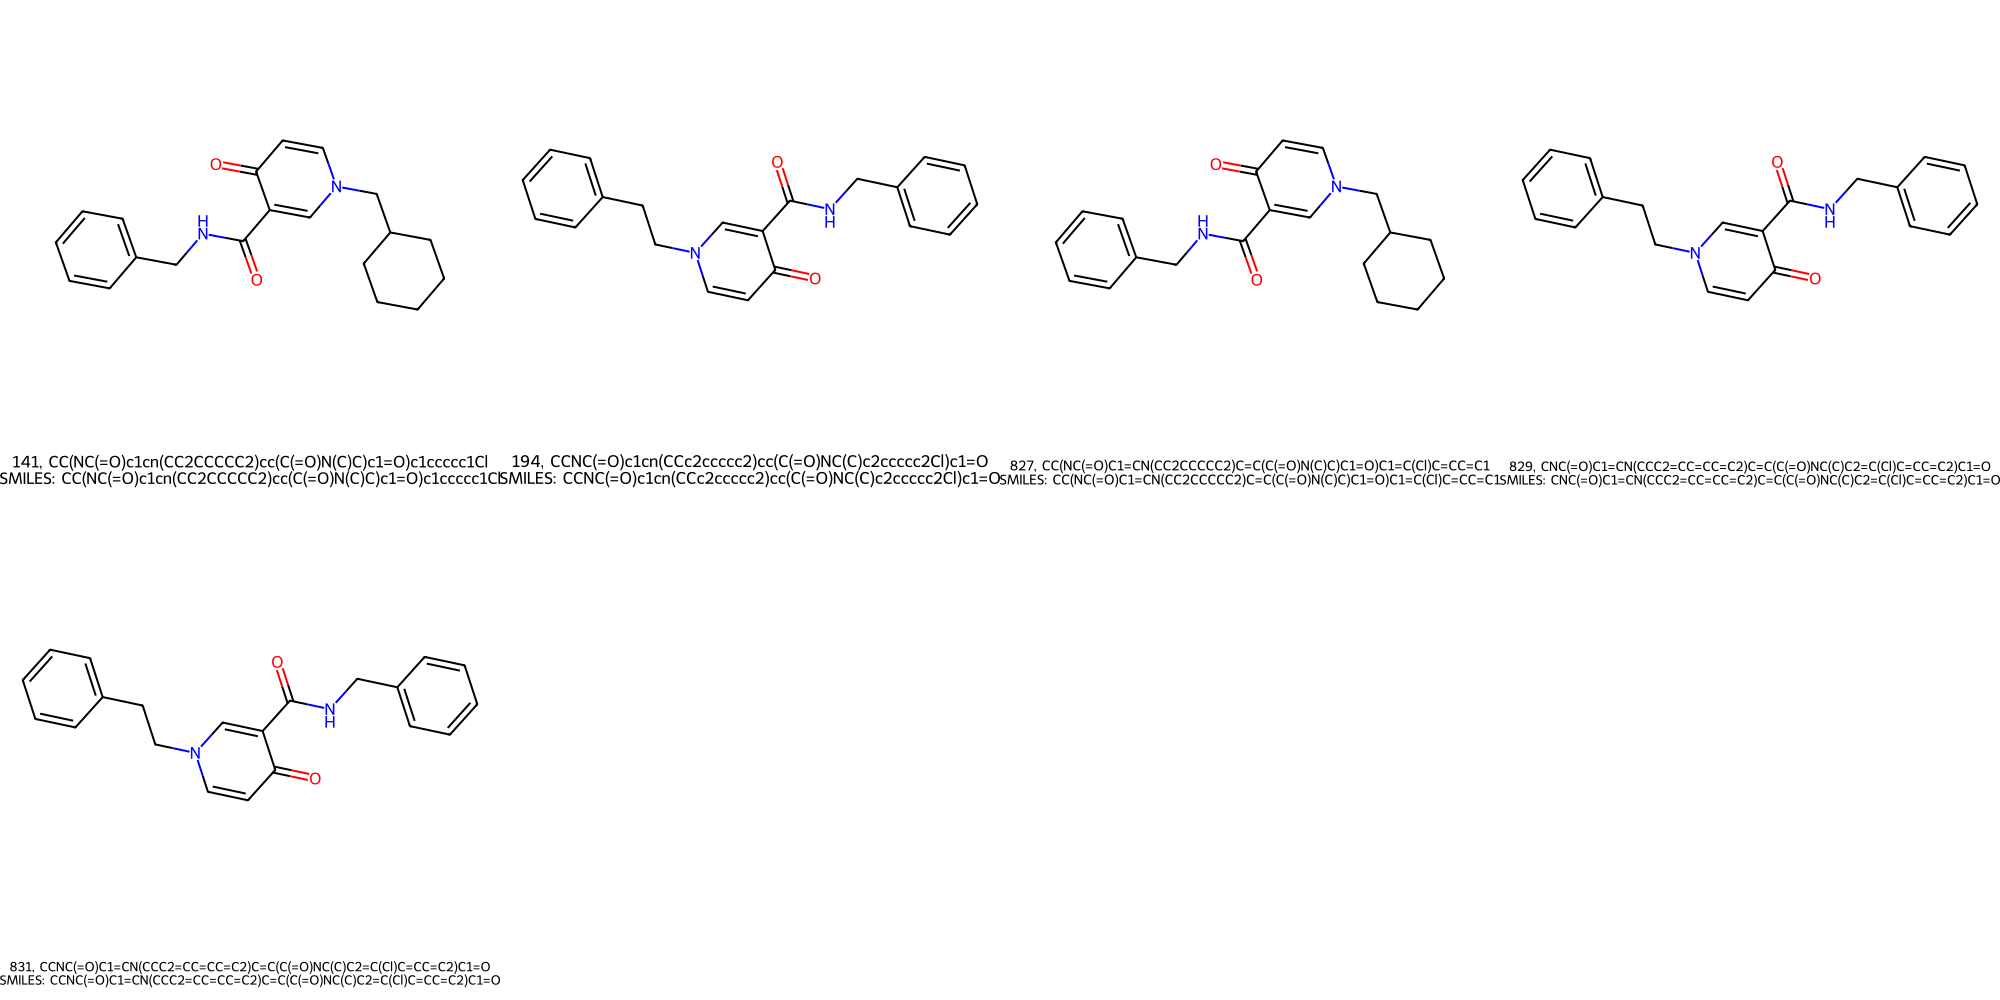 O
N
H
N
O
O
N
H
N
O
O
H
N
N
O
O
N
H
N
O
141, CC(NC(=O)c1cn(CC2CCCCC2)cc(C(=O)N(C)C)c1=O)c1ccccc1Cl
SMILES: CC(NC(=O)c1cn(CC2CCCCC2)cc(C(=O)N(C)C)c1=O)c1ccccc1Cl
194, CCNC(=O)c1cn(CCc2ccccc2)cc(C(=O)NC(C)c2ccccc2Cl)c1=O
SMILES: CCNC(=O)c1cn(CCc2ccccc2)cc(C(=O)NC(C)c2ccccc2Cl)c1=O
827, CC(NC(=O)C1=CN(CC2CCCCC2)C=C(C(=O)N(C)C)C1=O)C1=C(Cl)C=CC=C1
SMILES: CC(NC(=O)C1=CN(CC2CCCCC2)C=C(C(=O)N(C)C)C1=O)C1=C(Cl)C=CC=C1
829, CNC(=O)C1=CN(CCC2=CC=CC=C2)C=C(C(=O)NC(C)C2=C(Cl)C=CC=C2)C1=O
SMILES: CNC(=O)C1=CN(CCC2=CC=CC=C2)C=C(C(=O)NC(C)C2=C(Cl)C=CC=C2)C1=O
O
N
H
N
O
831, CCNC(=O)C1=CN(CCC2=CC=CC=C2)C=C(C(=O)NC(C)C2=C(Cl)C=CC=C2)C1=O
SMILES: CCNC(=O)C1=CN(CCC2=CC=CC=C2)C=C(C(=O)NC(C)C2=C(Cl)C=CC=C2)C1=O